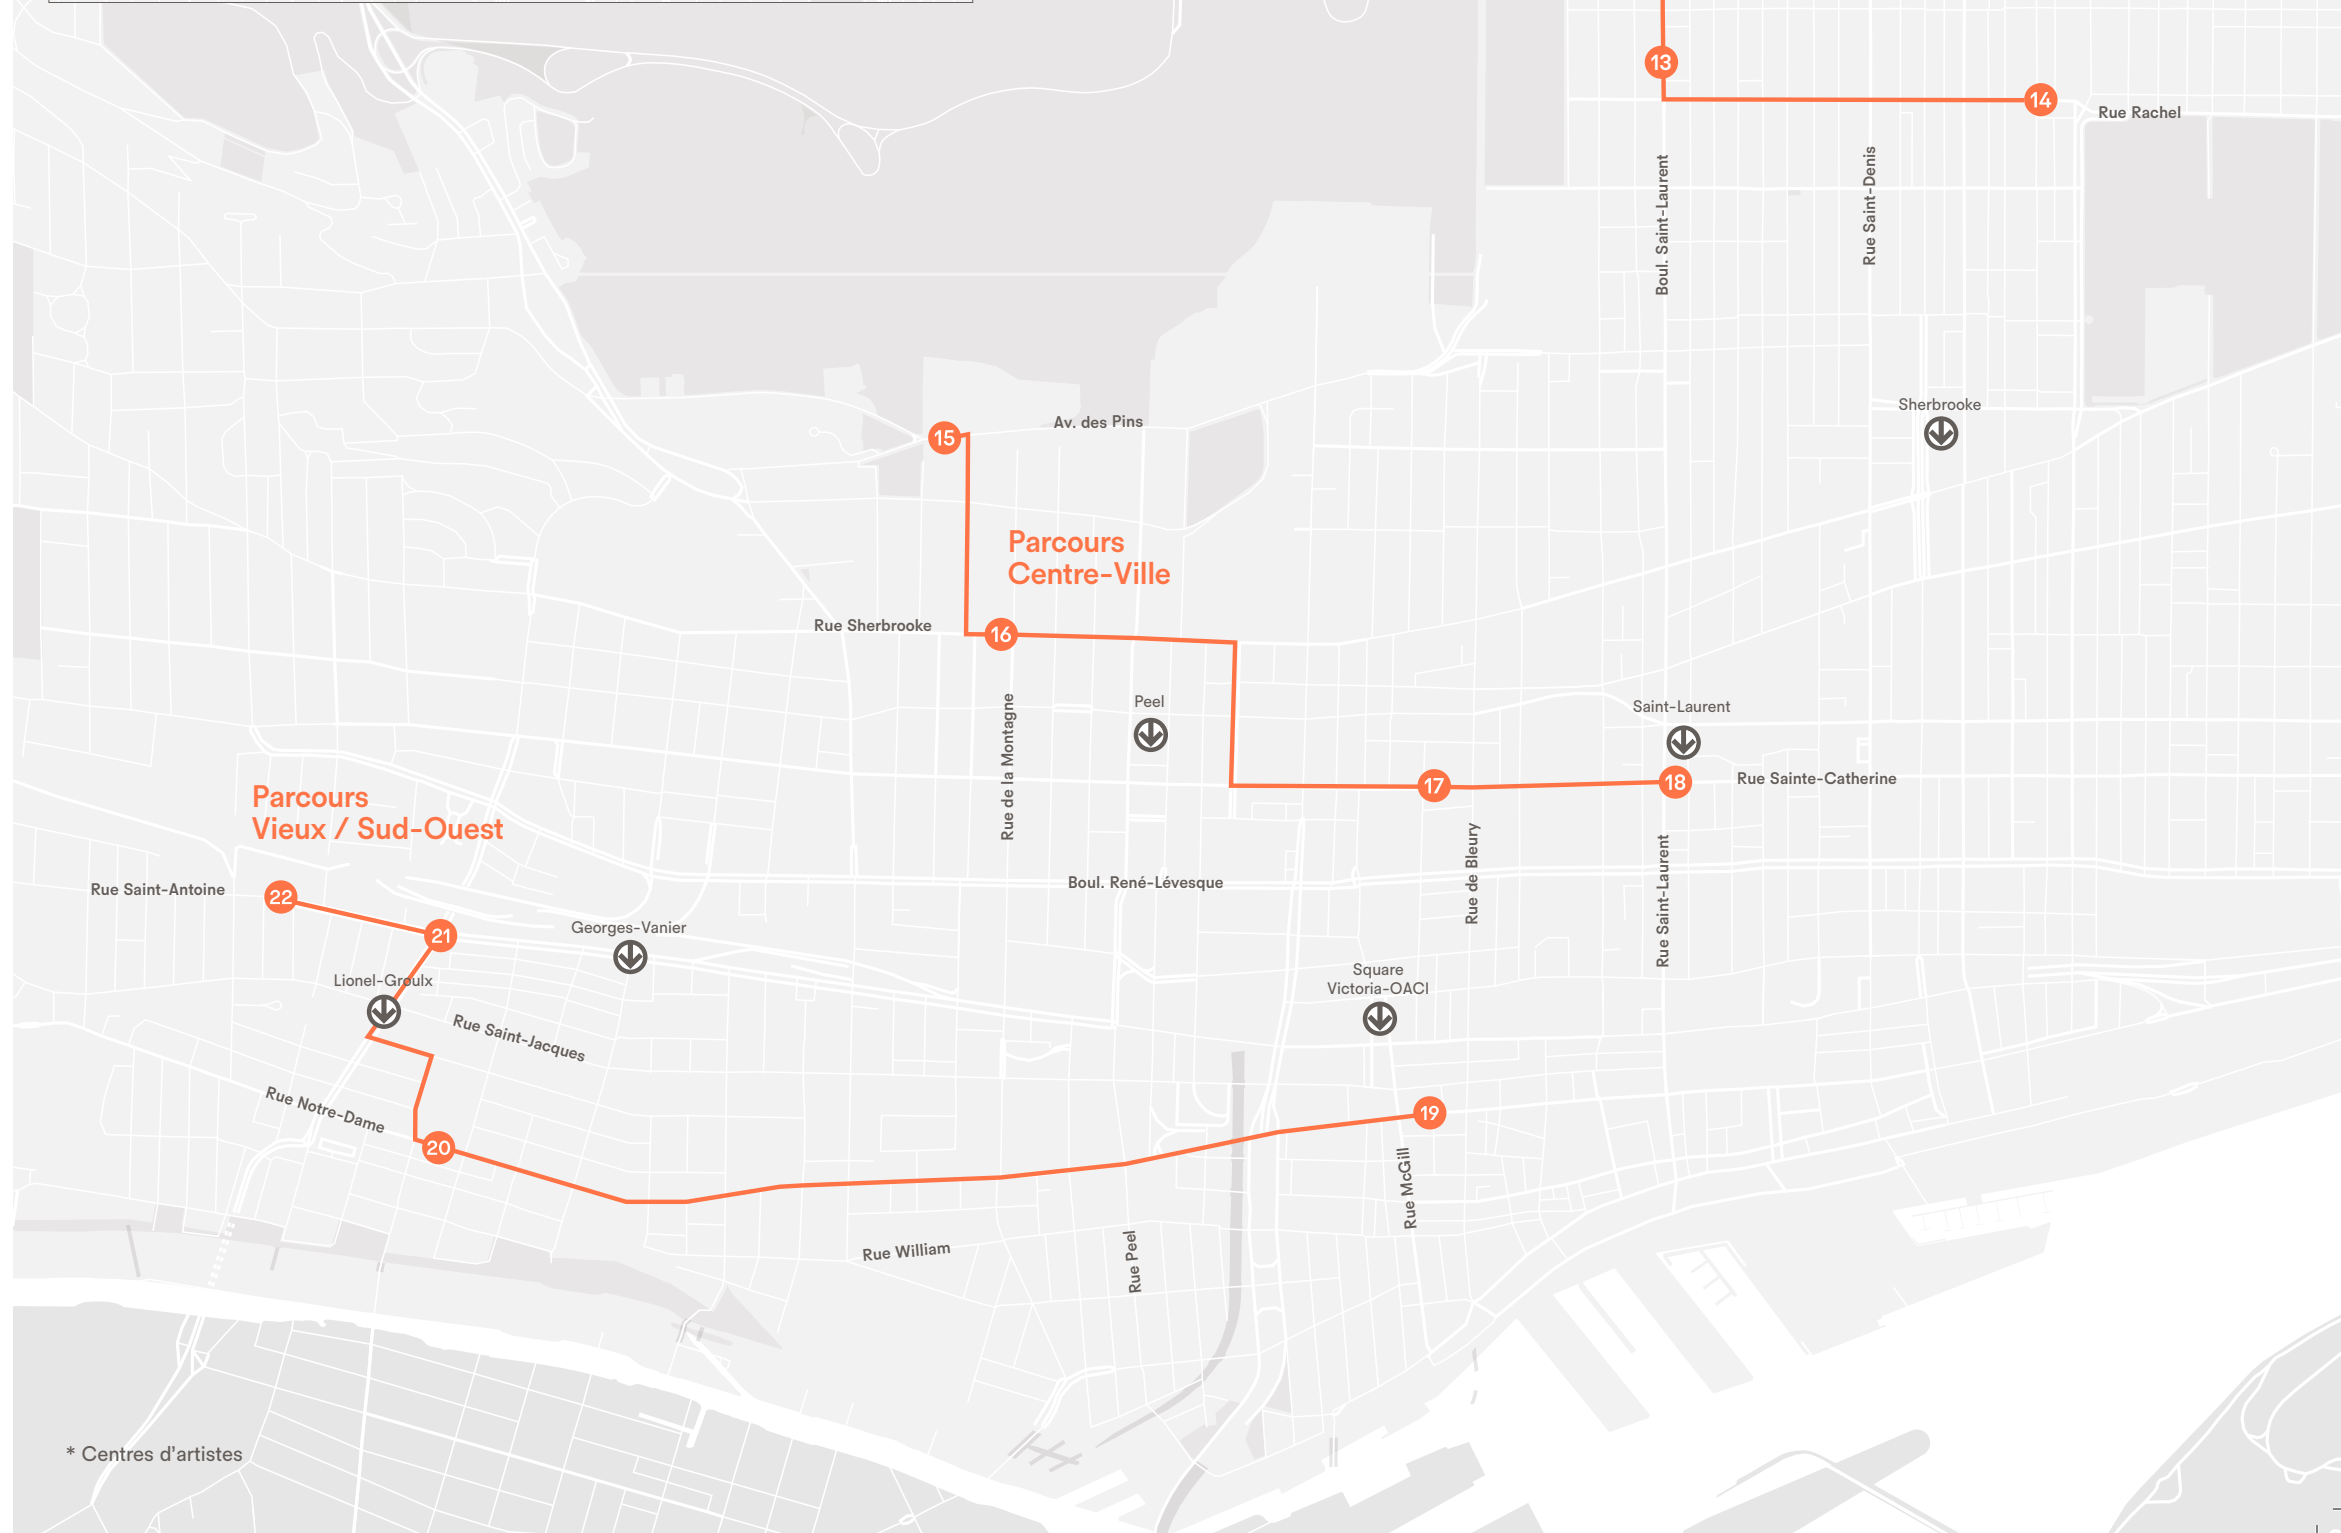 13
14
Rue Rachel
Boul. Saint-Laurent
Rue Saint-Denis
Sherbrooke
15
Av. des Pins
Parcours
Centre-Ville
Rue Sherbrooke
16
Rue de la Montagne
Peel
Saint-Laurent
17
18
Rue Sainte-Catherine
Parcours
Vieux / Sud-Ouest
Rue de Bleury
Rue Saint-Laurent
Boul. René-Lévesque
Rue Saint-Antoine
22
21
Georges-Vanier
Lionel-Groulx
Square
Victoria-OACI
Rue Saint-Jacques
Rue Notre-Dame
19
20
Rue McGill
Rue William
Rue Peel
* Centres d'artistes